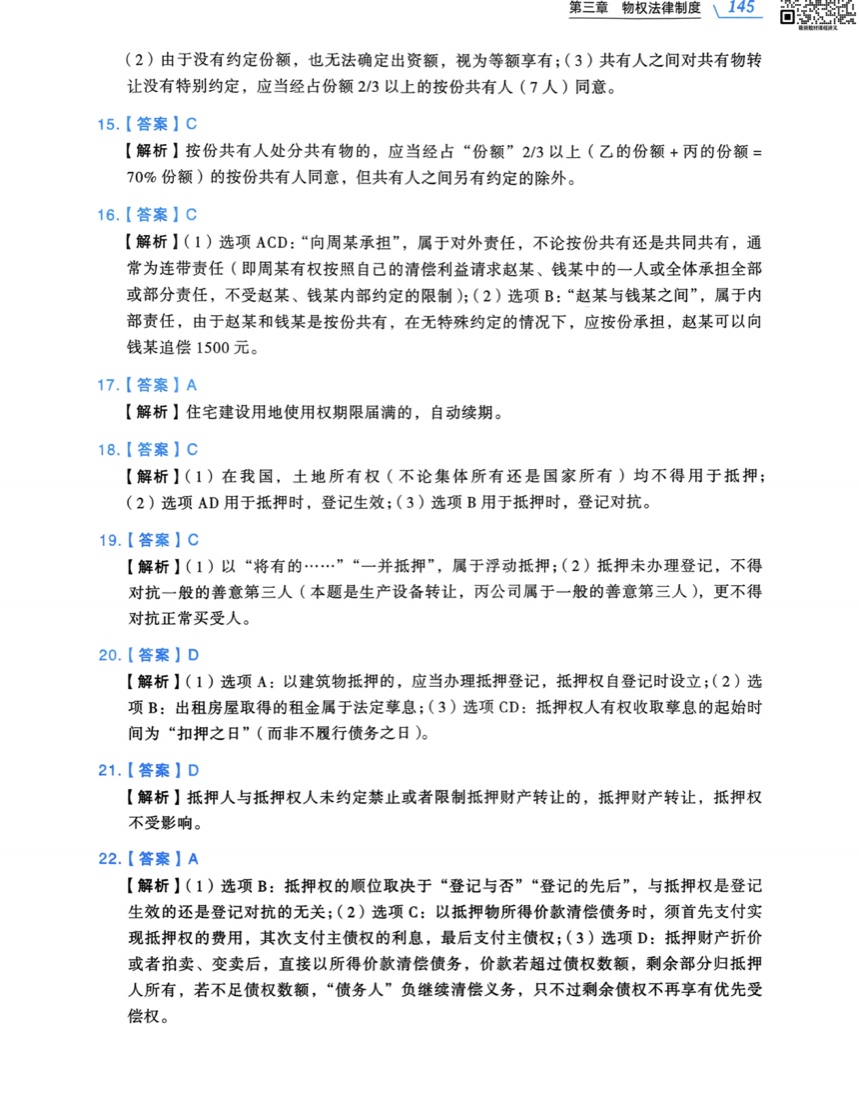 第三章 物权法律制度 145
（2）由于没有约定份额，也无法确定出资额，视为等额享有；（3）共有人之间对共有物转
让没有特别约定，应当经占份额 2/3 以上的按份共有人（7 人）同意。
15.【答案】C
【解析】按份共有人处分共有物的，应当经占“份额”2/3 以上（乙的份额 + 丙的份额 =
70% 份额）的按份共有人同意，但共有人之间另有约定的除外。
16.【答案】C
【解析】（1）选项 ACD：“向周某承担”，属于对外责任，不论按份共有还是共同共有，通
常为连带责任（即周某有权按照自己的清偿利益请求赵某、钱某中的一人或全体承担全部
或部分责任，不受赵某、钱某内部约定的限制）；（2）选项 B：“赵某与钱某之间”，属于内
部责任，由于赵某和钱某是按份共有，在无特殊约定的情况下，应按份承担，赵某可以向
钱某追偿 1500 元。
17.【答案】A
【解析】住宅建设用地使用权期限届满的，自动续期。
18.【答案】C
【解析】（1）在我国，土地所有权（不论集体所有还是国家所有）均不得用于抵押；
（2）选项 AD 用于抵押时，登记生效；（3）选项 B 用于抵押时，登记对抗。
19.【答案】C
【解析】（1）以“将有的……”“一并抵押”，属于浮动抵押；（2）抵押未办理登记，不得
对抗一般的善意第三人（本题是生产设备转让，丙公司属于一般的善意第三人），更不得
对抗正常买受人。
20.【答案】D
【解析】（1）选项 A：以建筑物抵押的，应当办理抵押登记，抵押权自登记时设立；（2）选
项 B：出租房屋取得的租金属于法定孳息；（3）选项 CD：抵押权人有权收取孳息的起始时
间为“扣押之日”（而非不履行债务之日）。
21.【答案】D
【解析】抵押人与抵押权人未约定禁止或者限制抵押财产转让的，抵押财产转让，抵押权
不受影响。
22.【答案】A
【解析】（1）选项 B：抵押权的顺位取决于“登记与否”“登记的先后”，与抵押权是登记
生效的还是登记对抗的无关；（2）选项 C：以抵押物所得价款清偿债务时，须首先支付实
现抵押权的费用，其次支付主债权的利息，最后支付主债权；（3）选项 D：抵押财产折价
或者拍卖、变卖后，直接以所得价款清偿债务，价款若超过债权数额，剩余部分归抵押
人所有，若不足债权数额，“债务人”负继续清偿义务，只不过剩余债权不再享有优先受
偿权。